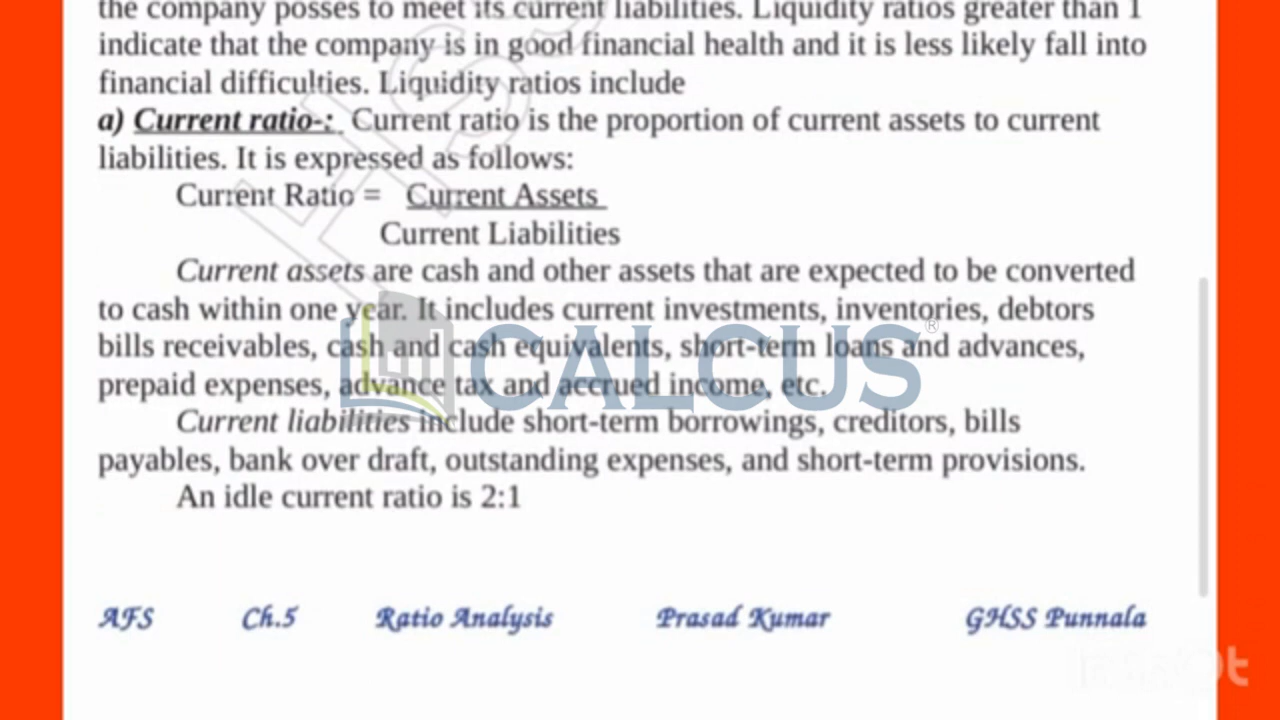 the company posses to meet its current liabilities. Liquidity ratios greater than 1
indicate that the company is in good financial health and it is less likely fall into
financial difficulties. Liquidity ratios include
a) Current ratio-: Current ratio is the proportion of current assets to current
liabilities. It is expressed as follows:
Current Ratio = Current Assets
Current Liabilities
Current assets are cash and other assets that are expected to be converted
to cash within one year. It includes current investments, inventories, debtors
bills receivables, cash and cash equivalents, short-term loans and advances,
prepaid expenses, advance tax and accrued income, etc.
CALCUS®
Current liabilities include short-term borrowings, creditors, bills
payables, bank over draft, outstanding expenses, and short-term provisions.
An idle current ratio is 2:1
AFS Ch.5 Ratio Analysis Prasad Kumar GHSS Punnala